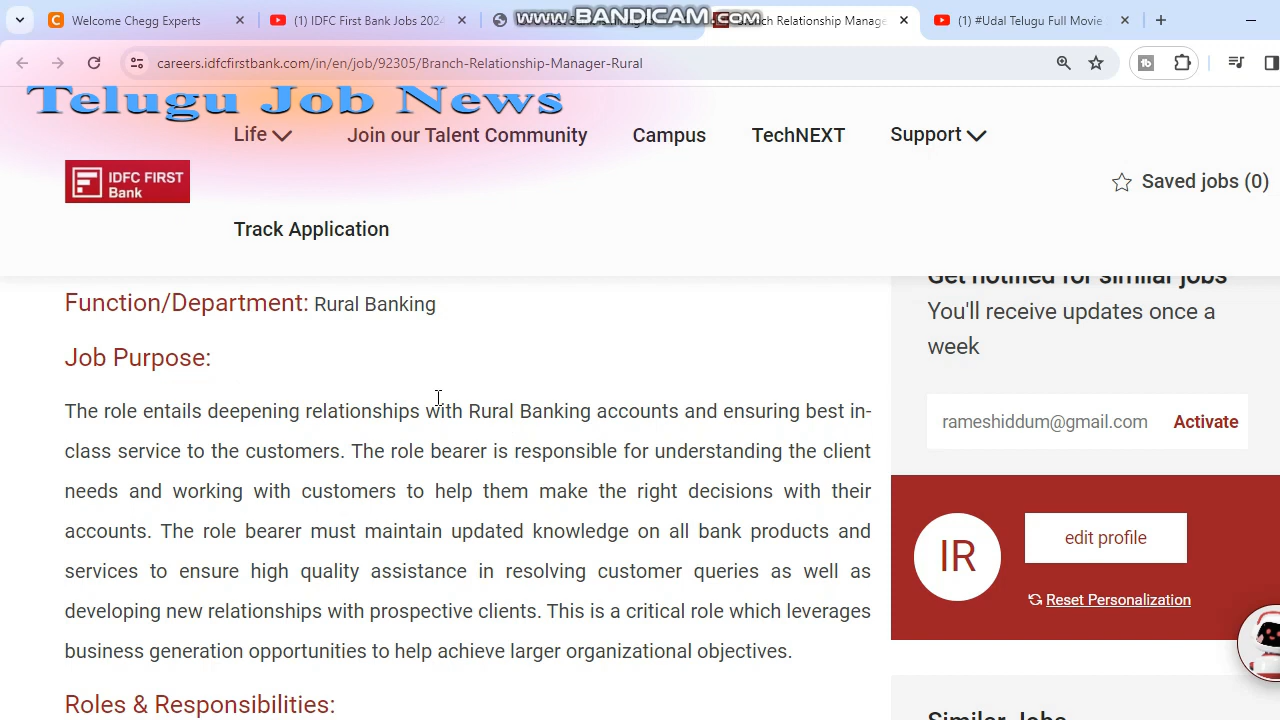 Welcome Chegg Experts
(1) IDFC First Bank Jobs 2024
www.BANDICAM.com
Branch Relationship Manage
(1) #Udal Telugu Full Movie
careers.idfcfirstbank.com/in/en/job/92305/Branch-Relationship-Manager-Rural
Telugu Job News
Life
Join our Talent Community
Campus
TechNEXT
Support
IDFC FIRST
Bank
Saved jobs (0)
Track Application
Function/Department: Rural Banking
Job Purpose:
The role entails deepening relationships with Rural Banking accounts and ensuring best in-
class service to the customers. The role bearer is responsible for understanding the client
needs and working with customers to help them make the right decisions with their
accounts. The role bearer must maintain updated knowledge on all bank products and
services to ensure high quality assistance in resolving customer queries as well as
developing new relationships with prospective clients. This is a critical role which leverages
business generation opportunities to help achieve larger organizational objectives.
Roles & Responsibilities:
Get notified for similar jobs
You'll receive updates once a
week
rameshiddum@gmail.com
Activate
IR
edit profile
Reset Personalization
Similar Jobs